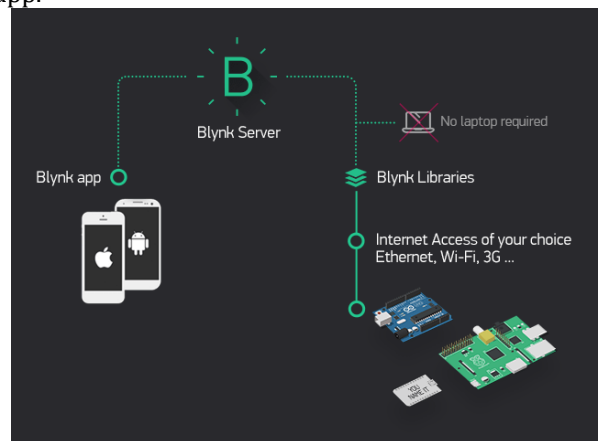 app.
B
Blynk Server
No laptop required
Blynk app
Blynk Libraries
Internet Access of your choice
Ethernet, Wi-Fi, 3G ...
YOU
NAME IT